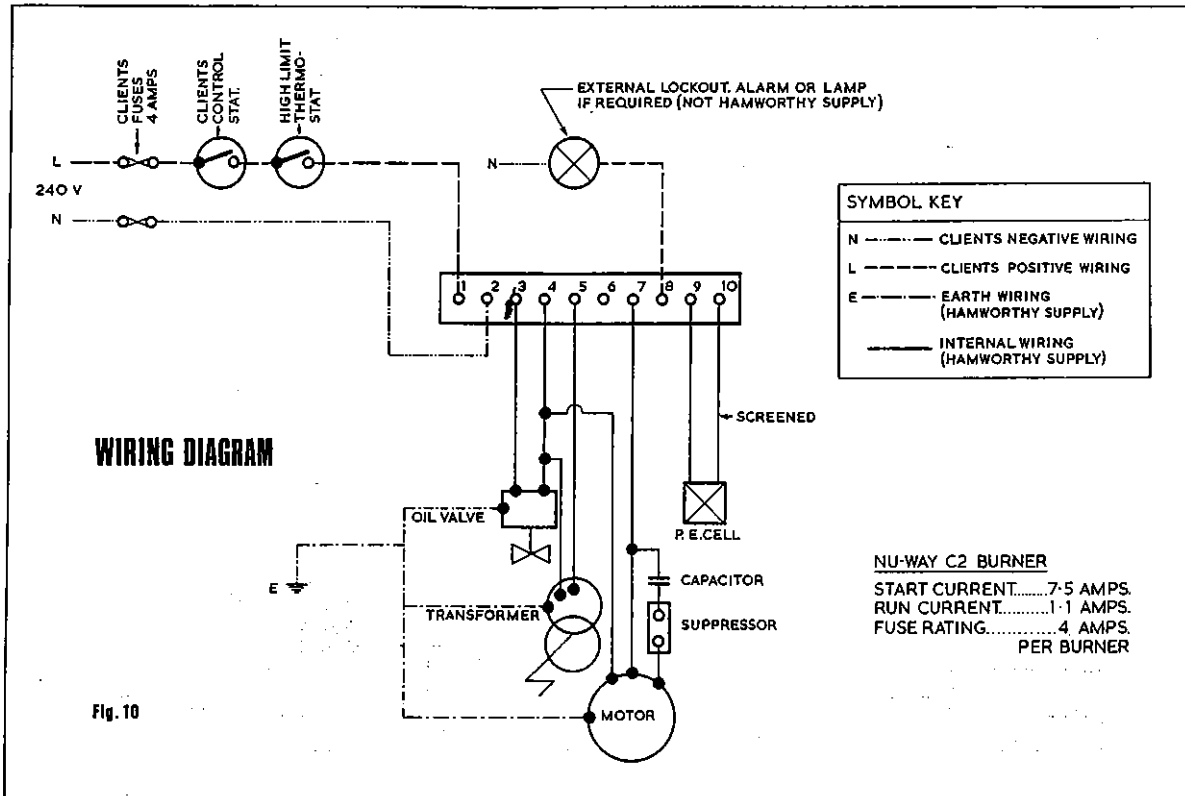 CLIENTS
FUSES
4 AMPS
CLIENTS
CONTROL
STAT.
HIGH LIMIT
THERMO-
STAT
EXTERNAL LOCKOUT. ALARM OR LAMP
IF REQUIRED (NOT HAMWORTHY SUPPLY)
L
240 V
N
N
SYMBOL KEY
N CLIENTS NEGATIVE WIRING
L CLIENTS POSITIVE WIRING
E EARTH WIRING
(HAMWORTHY SUPPLY)
INTERNAL WIRING
(HAMWORTHY SUPPLY)
1 2 3 4 5 6 7 8 9 10
SCREENED
WIRING DIAGRAM
OIL VALVE
P.E.CELL
E
TRANSFORMER
CAPACITOR
SUPPRESSOR
MOTOR
NU-WAY C2 BURNER
START CURRENT.......7·5 AMPS.
RUN CURRENT.........1·1 AMPS.
FUSE RATING............4 AMPS.
PER BURNER
Fig. 10